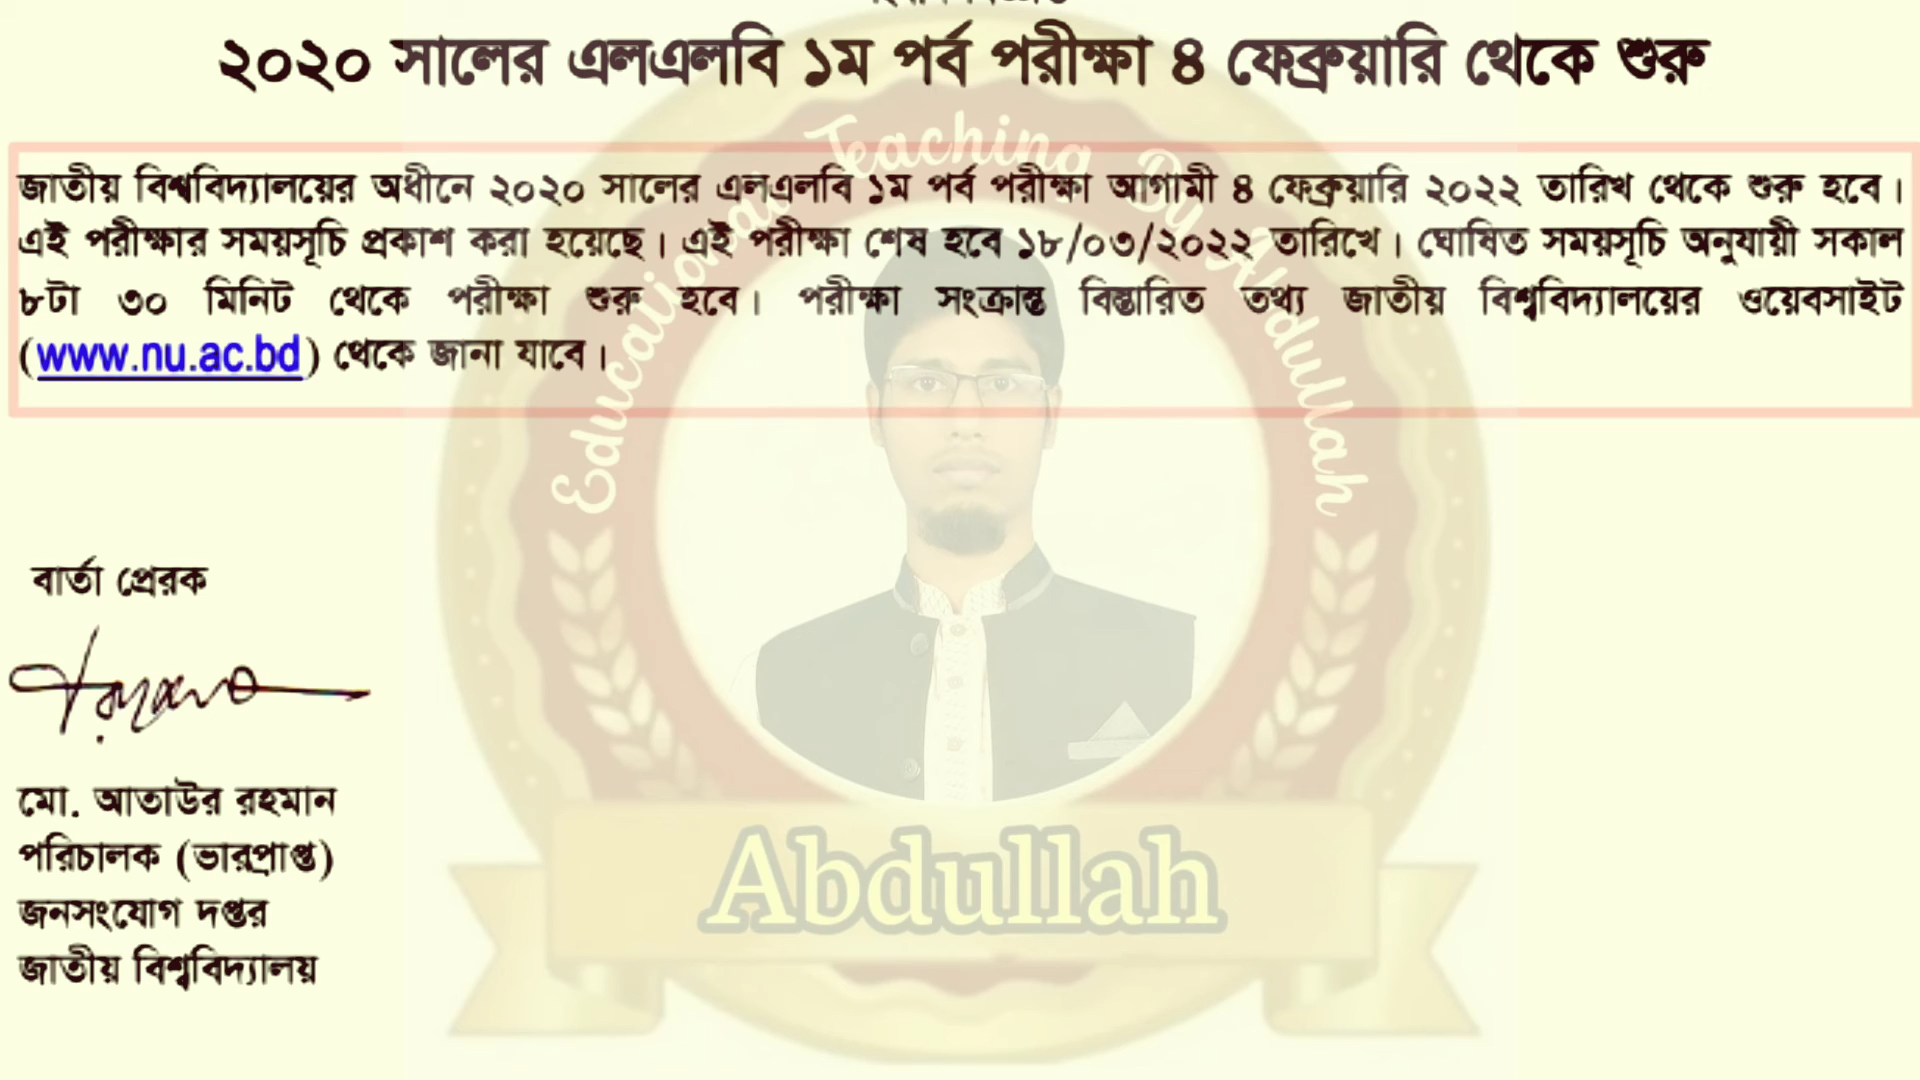 ২০২০ সালের এলএলবি ১ম পর্ব পরীক্ষা ৪ ফেব্রুয়ারি থেকে শুরু
জাতীয় বিশ্ববিদ্যালয়ের অধীনে ২০২০ সালের এলএলবি ১ম পর্ব পরীক্ষা আগামী ৪ ফেব্রুয়ারি ২০২২ তারিখ থেকে শুরু হবে।
এই পরীক্ষার সময়সূচি প্রকাশ করা হয়েছে। এই পরীক্ষা শেষ হবে ১৮/০৩/২০২২ তারিখে। ঘোষিত সময়সূচি অনুযায়ী সকাল
৮টা ৩০ মিনিট থেকে পরীক্ষা শুরু হবে। পরীক্ষা সংক্রান্ত বিস্তারিত তথ্য জাতীয় বিশ্ববিদ্যালয়ের ওয়েবসাইট
(www.nu.ac.bd) থেকে জানা যাবে।
Educational Teaching By Abdullah
বার্তা প্রেরক
মো. আতাউর রহমান
পরিচালক (ভারপ্রাপ্ত)
জনসংযোগ দপ্তর
জাতীয় বিশ্ববিদ্যালয়
Abdullah